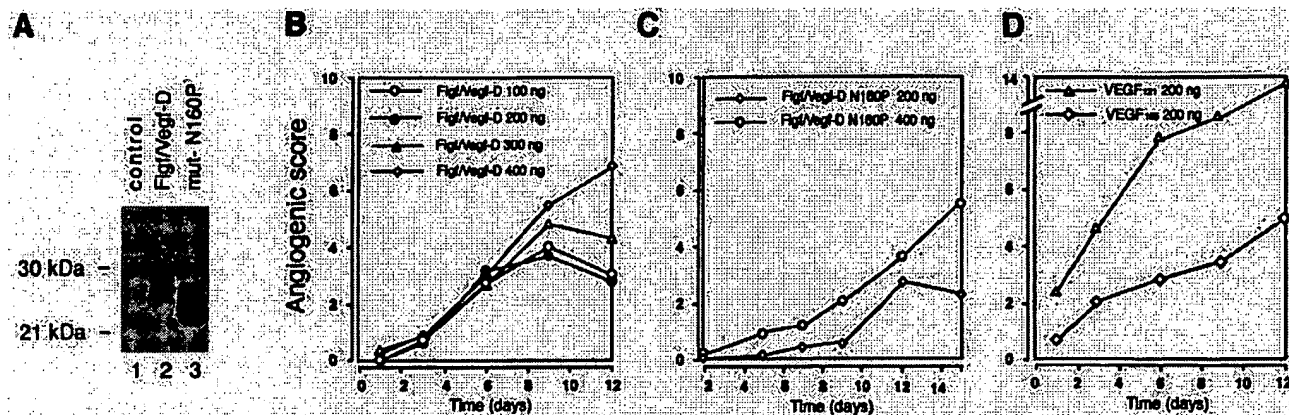 A
control
Figf/Vegf-D
mut- N160P
30 kDa
21 kDa
1 2 3
B
Angiogenic score
10
8
6
4
2
0
Figf/Vegf-D 100 ng
Figf/Vegf-D 200 ng
Figf/Vegf-D 300 ng
Figf/Vegf-D 400 ng
0 2 4 6 8 10 12
Time (days)
C
10
8
6
4
2
0
Figf/Vegf-D N160P 200 ng
Figf/Vegf-D N160P 400 ng
2 4 6 8 10 12 14
Time (days)
D
14
8
6
4
2
0
200 ng
200 ng
0 2 4 6 8 10 12
Time (days)